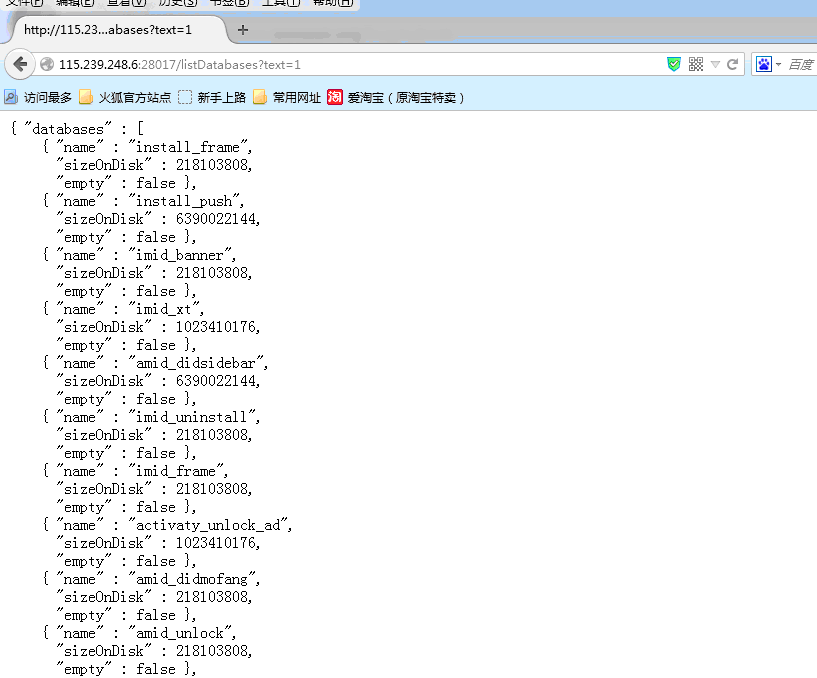 文件(F) 编辑(E) 查看(V) 历史(S) 书签(B) 工具(T) 帮助(H)
http://115.23...abases?text=1 +
115.239.248.6:28017/listDatabases?text=1 百度
访问最多 火狐官方站点 新手上路 常用网址 淘 爱淘宝（原淘宝特卖）
{ "databases" : [
{ "name" : "install_frame",
"sizeOnDisk" : 218103808,
"empty" : false },
{ "name" : "install_push",
"sizeOnDisk" : 6390022144,
"empty" : false },
{ "name" : "imid_banner",
"sizeOnDisk" : 218103808,
"empty" : false },
{ "name" : "imid_xt",
"sizeOnDisk" : 1023410176,
"empty" : false },
{ "name" : "amid_didsidebar",
"sizeOnDisk" : 6390022144,
"empty" : false },
{ "name" : "imid_uninstall",
"sizeOnDisk" : 218103808,
"empty" : false },
{ "name" : "imid_frame",
"sizeOnDisk" : 218103808,
"empty" : false },
{ "name" : "activaty_unlock_ad",
"sizeOnDisk" : 1023410176,
"empty" : false },
{ "name" : "amid_didmofang",
"sizeOnDisk" : 218103808,
"empty" : false },
{ "name" : "amid_unlock",
"sizeOnDisk" : 218103808,
"empty" : false },